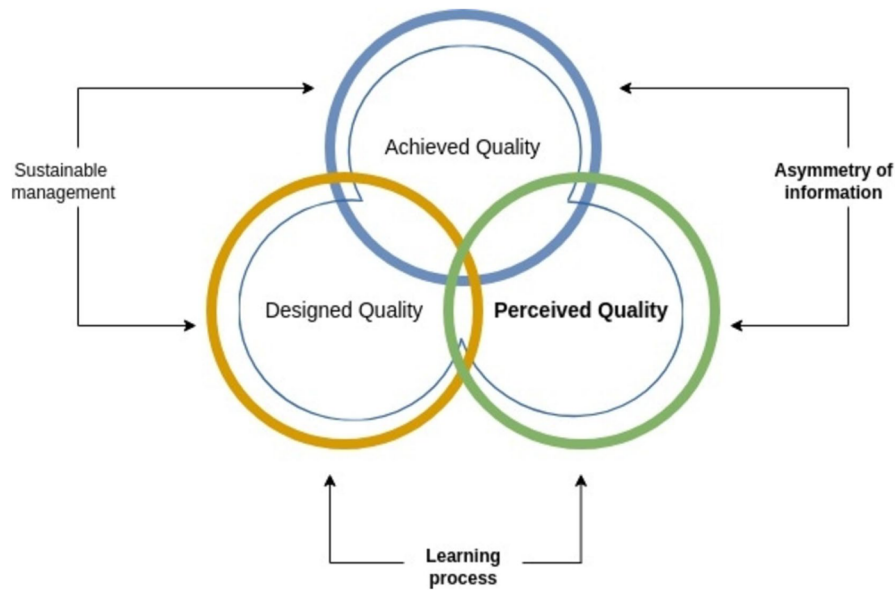 Achieved Quality
Sustainable
management
Asymmetry of
information
Designed Quality
Perceived Quality
Learning
process